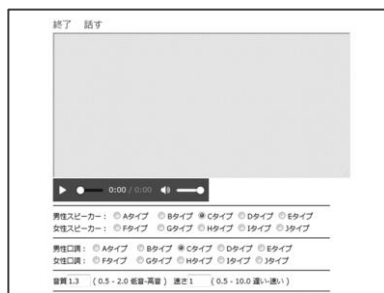 終了 話す
0:00 / 0:00
男性スピーカー： Aタイプ Bタイプ Cタイプ Dタイプ Eタイプ
女性スピーカー： Fタイプ Gタイプ Hタイプ Iタイプ Jタイプ
男性口調： Aタイプ Bタイプ Cタイプ Dタイプ Eタイプ
女性口調： Fタイプ Gタイプ Hタイプ Iタイプ Jタイプ
音質 1.3 ( 0.5 - 2.0 低音-高音 ) 速さ 1 ( 0.5 - 10.0 遅い-速い )